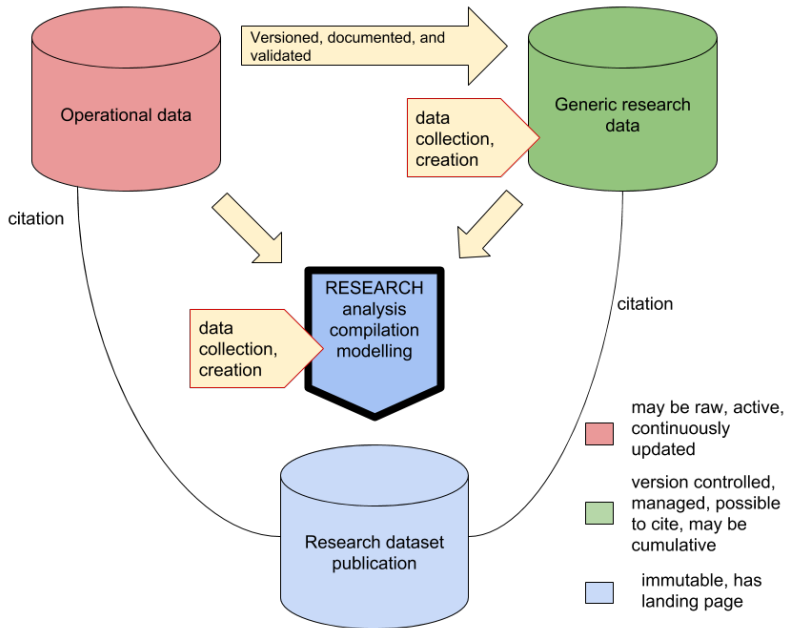 Versioned, documented, and
validated
Operational data
Generic research
data
data
collection,
creation
citation
RESEARCH
analysis
compilation
modelling
data
collection,
creation
citation
may be raw, active,
continuously
updated
version controlled,
managed, possible
to cite, may be
cumulative
Research dataset
publication
immutable, has
landing page